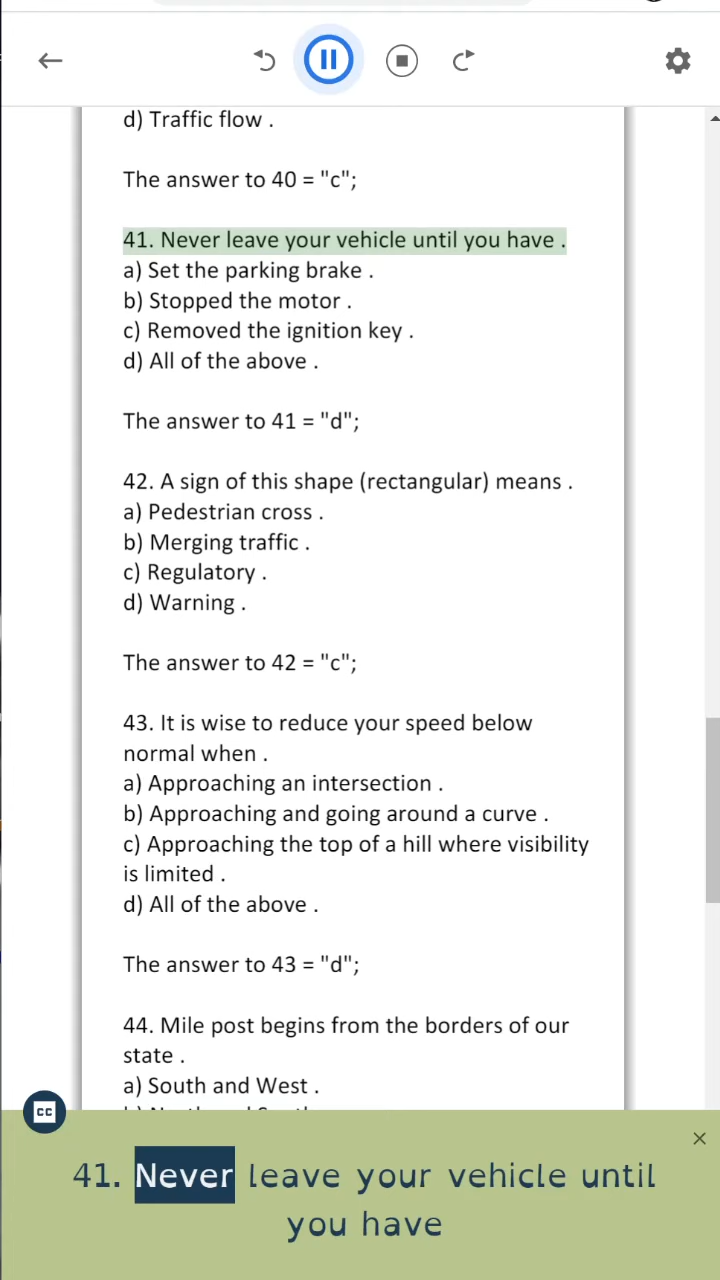 d) Traffic flow .
The answer to 40 = "c";
41. Never leave your vehicle until you have .
a) Set the parking brake .
b) Stopped the motor .
c) Removed the ignition key .
d) All of the above .
The answer to 41 = "d";
42. A sign of this shape (rectangular) means .
a) Pedestrian cross .
b) Merging traffic .
c) Regulatory .
d) Warning .
The answer to 42 = "c";
43. It is wise to reduce your speed below
normal when .
a) Approaching an intersection .
b) Approaching and going around a curve .
c) Approaching the top of a hill where visibility
is limited .
d) All of the above .
The answer to 43 = "d";
44. Mile post begins from the borders of our
state .
a) South and West .
CC
41. Never leave your vehicle until
you have